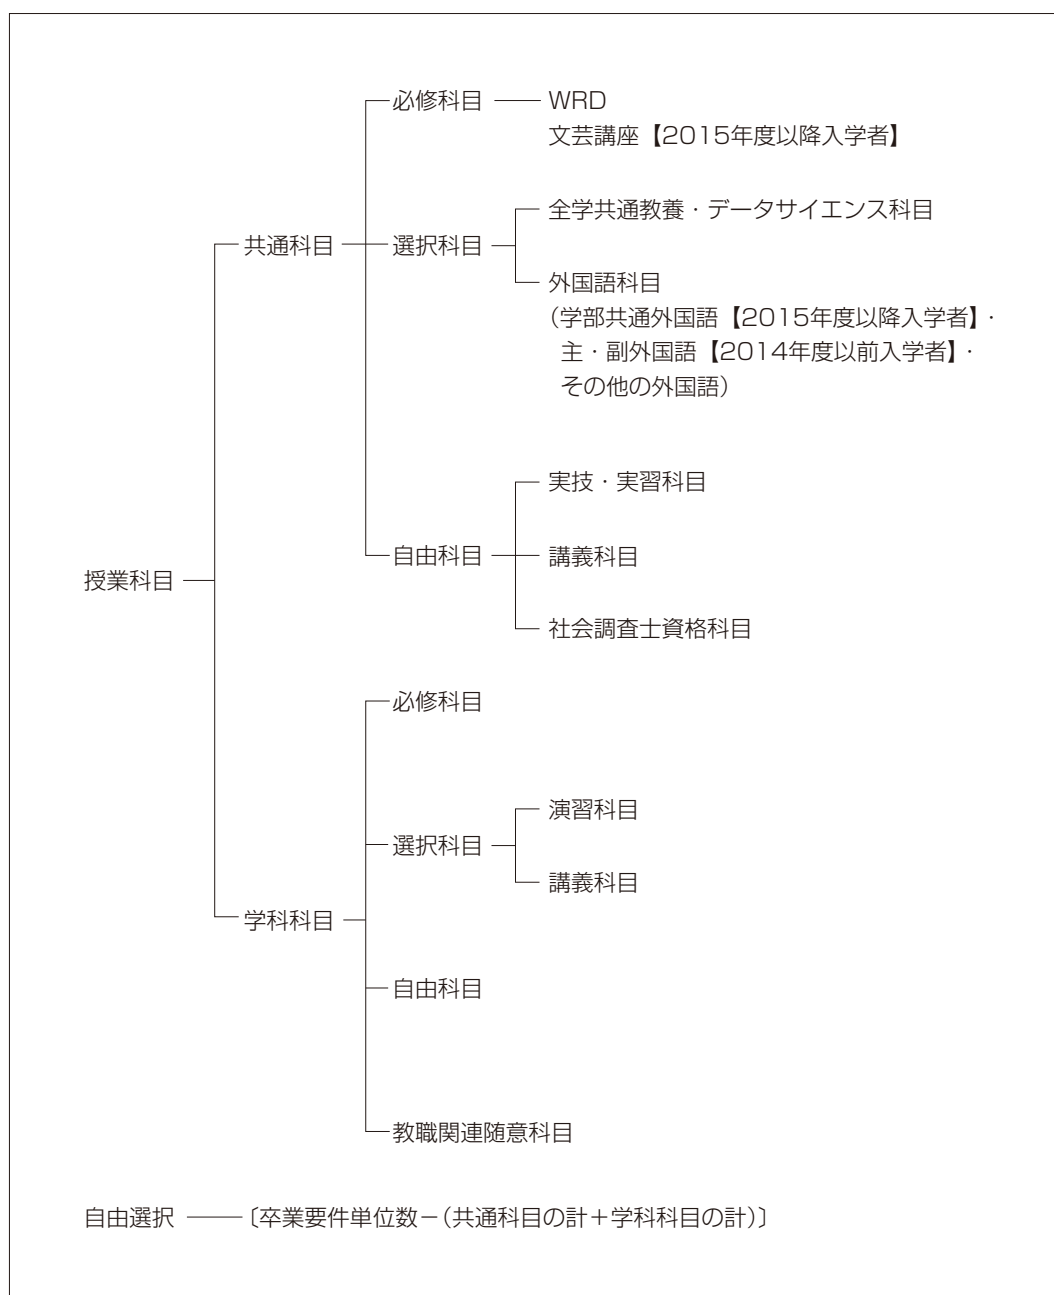 必修科目
WRD
文芸講座【2015年度以降入学者】
全学共通教養・データサイエンス科目
共通科目
選択科目
外国語科目
（学部共通外国語【2015年度以降入学者】・
主・副外国語【2014年度以前入学者】・
その他の外国語）
実技・実習科目
自由科目
講義科目
授業科目
社会調査士資格科目
必修科目
演習科目
選択科目
講義科目
学科科目
自由科目
教職関連随意科目
自由選択 〔卒業要件単位数－（共通科目の計＋学科科目の計）〕